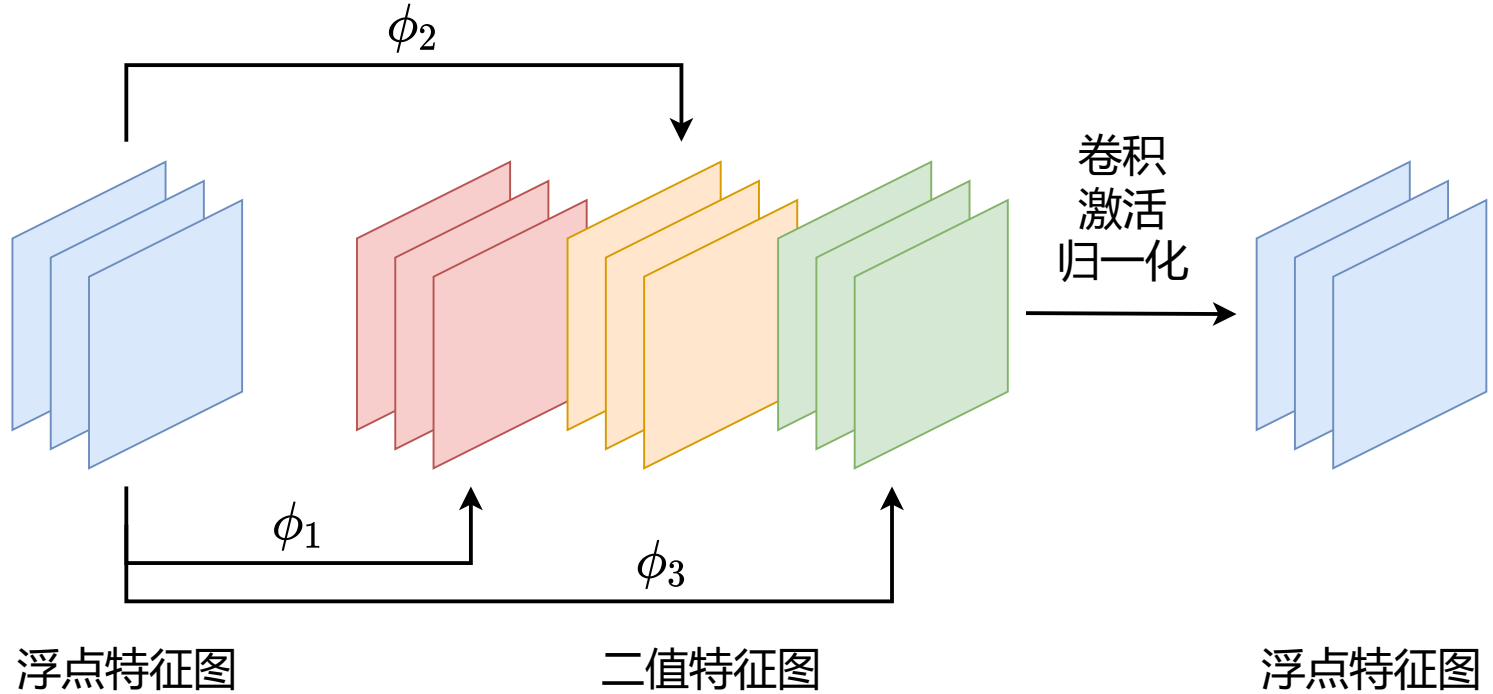 ϕ₂
卷积
激活
归一化
ϕ₁
ϕ₃
浮点特征图
二值特征图
浮点特征图